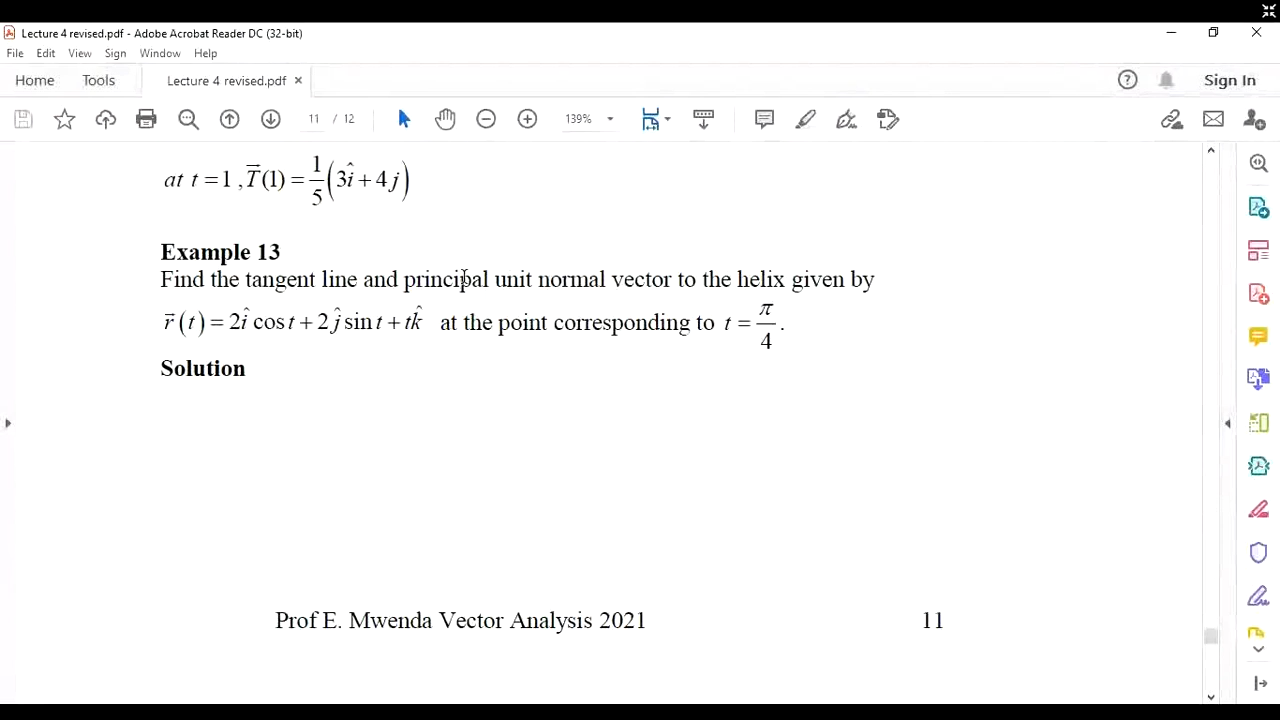 Lecture 4 revised.pdf - Adobe Acrobat Reader DC (32-bit)
File Edit View Sign Window Help
Home Tools Lecture 4 revised.pdf × Sign In
11 / 12 139%
at t = 1 , T⃗(1) = 1/5 (3î + 4j)
Example 13
Find the tangent line and principal unit normal vector to the helix given by
r⃗(t) = 2î cos t + 2ĵ sin t + tk̂ at the point corresponding to t = π/4 .
Solution
Prof E. Mwenda Vector Analysis 2021 11